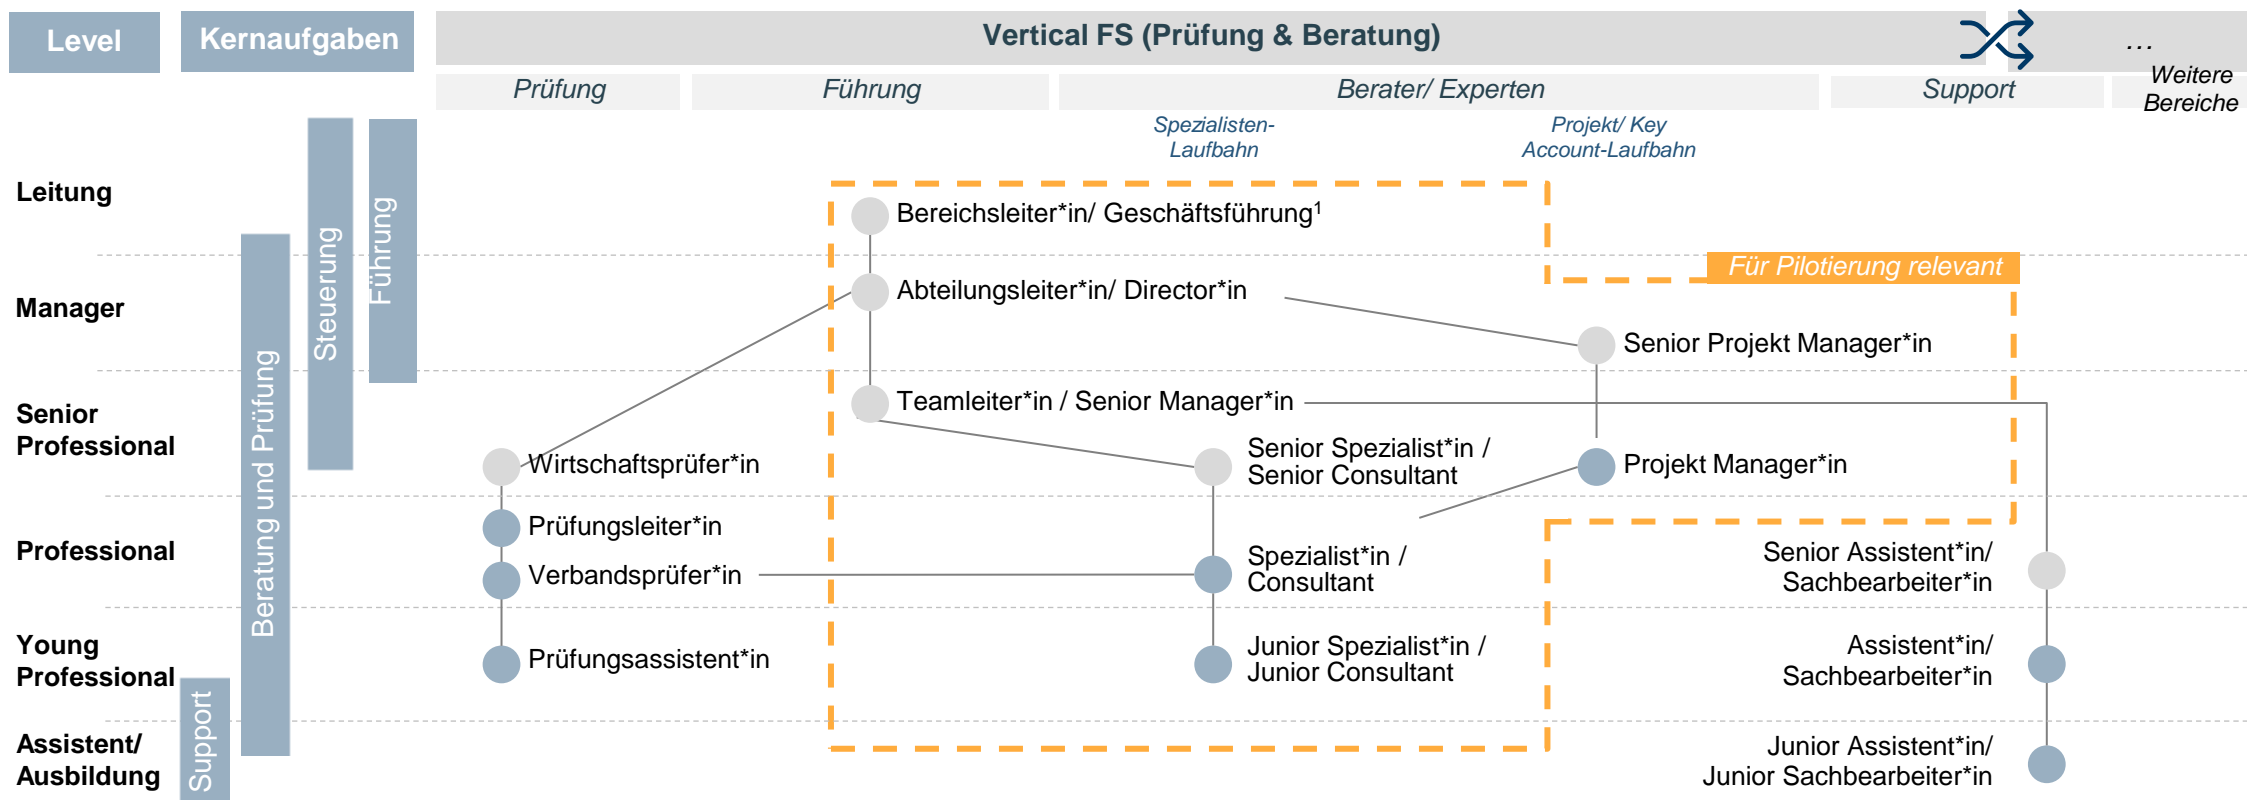 Level
Kernaufgaben
Vertical FS (Prüfung & Beratung)
...
Prüfung
Führung
Berater/ Experten
Support
Weitere
Bereiche
Spezialisten-
Laufbahn
Projekt/ Key
Account-Laufbahn
Leitung
Manager
Senior
Professional
Professional
Young
Professional
Assistent/
Ausbildung
Support
Beratung und Prüfung
Steuerung
Führung
Bereichsleiter*in/ Geschäftsführung¹
Für Pilotierung relevant
Abteilungsleiter*in/ Director*in
Senior Projekt Manager*in
Teamleiter*in / Senior Manager*in
Wirtschaftsprüfer*in
Senior Spezialist*in /
Senior Consultant
Projekt Manager*in
Prüfungsleiter*in
Verbandsprüfer*in
Spezialist*in /
Consultant
Senior Assistent*in/
Sachbearbeiter*in
Prüfungsassistent*in
Junior Spezialist*in /
Junior Consultant
Assistent*in/
Sachbearbeiter*in
Junior Assistent*in/
Junior Sachbearbeiter*in